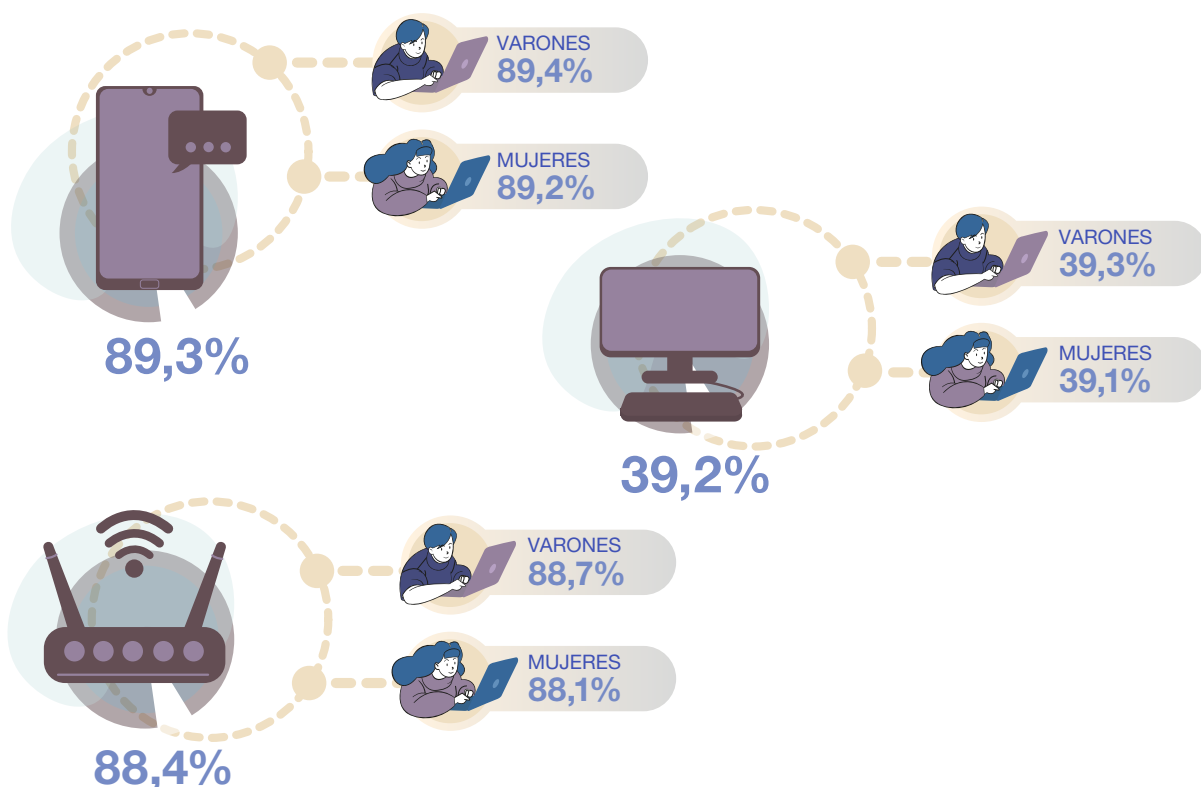 VARONES
89,4%
MUJERES
89,2%
89,3%
VARONES
39,3%
MUJERES
39,1%
39,2%
VARONES
88,7%
MUJERES
88,1%
88,4%